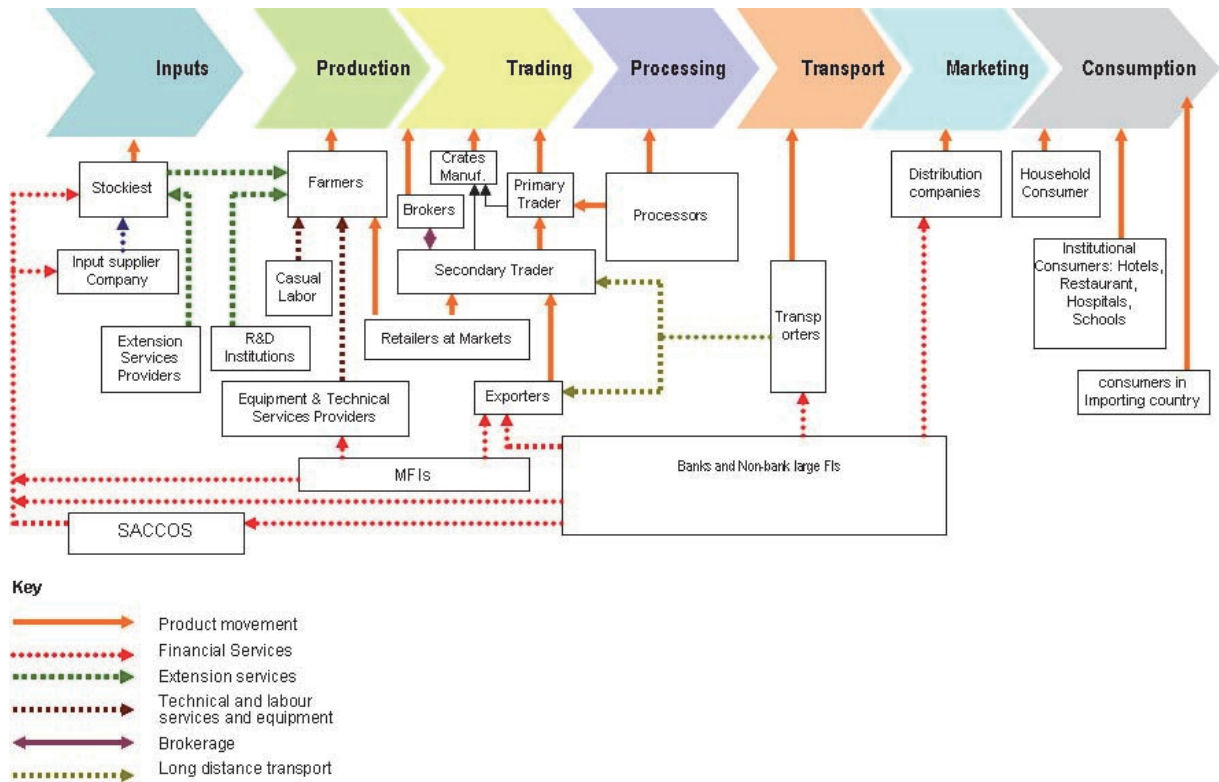 Inputs
Production
Trading
Processing
Transport
Marketing
Consumption
Stockiest
Farmers
Crates
Manuf.
Brokers
Primary
Trader
Processors
Distribution
companies
Household
Consumer
Input supplier
Company
Casual
Labor
Secondary Trader
Institutional
Consumers: Hotels,
Restaurant,
Hospitals,
Schools
Extension
Services
Providers
R&D
Institutions
Retailers at Markets
Transp
orters
Equipment & Technical
Services Providers
Exporters
consumers in
Importing country
MFIs
Banks and Non-bank large FIs
SACCOS
Key
Product movement
Financial Services
Extension services
Technical and labour
services and equipment
Brokerage
Long distance transport